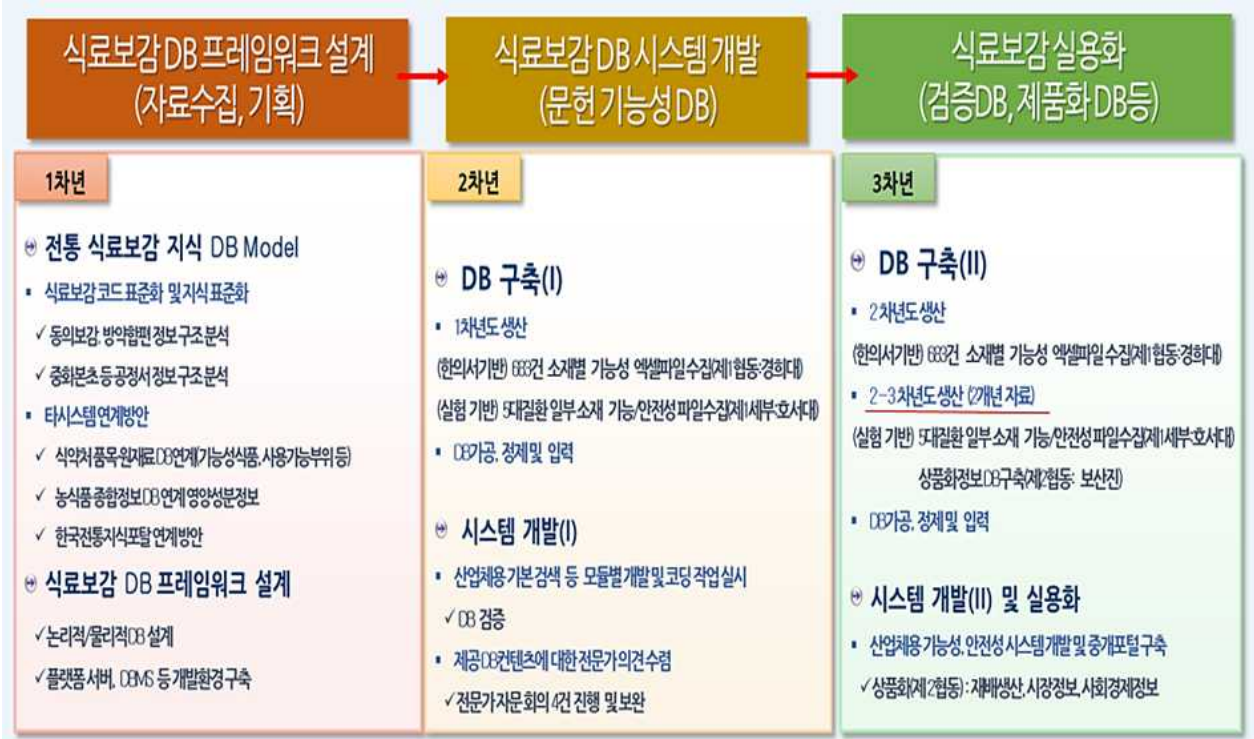 식료보감 DB 프레임워크 설계
(자료수집, 기획)
식료보감 DB 시스템 개발
(문헌 기능성 DB)
식료보감 실용화
(검증DB, 제품화 DB등)
1차년
전통 식료보감 지식 DB Model
식료보감 코드 표준화 및 지식 표준화
✓ 동의보감. 방약합편 정보 구조 분석
✓ 중화본초 등 공정서 정보 구조 분석
타시스템 연계방안
✓ 식약처 품목 원재료 DB 연계(기능성식품, 사용가능부위 등)
✓ 농식품 종합정보 DB 연계 영양성분정보
✓ 한국전통지식포탈 연계방안
식료보감 DB 프레임워크 설계
✓논리적/물리적DB 설계
✓플랫폼 서버, DBMS 등 개발환경 구축
2차년
DB 구축(I)
1차년도 생산
(한의서기반) 683건 소재별 기능성 엑셀파일 수집(제1협동:경희대)
(실험 기반) 5대질환 일부 소재 기능/안전성 파일수집(제1세부:호서대)
DB가공, 정제 및 입력
시스템 개발(I)
산업체용 기본 검색 등 모듈별 개발 및 코딩 작업 실시
✓DB 검증
제공 DB컨텐츠에 대한 전문가 의견 수렴
✓전문가 자문 회의 4건 진행 및 보완
3차년
DB 구축(II)
2차년도 생산
(한의서기반) 683건 소재별 기능성 엑셀파일 수집(제1협동:경희대)
2-3차년도 생산 (2개년 자료)
(실험 기반) 5대질환 일부 소재 기능/안전성 파일수집(제1세부:호서대)
상품화정보 DB구축(제2협동: 보산진)
DB가공, 정제 및 입력
시스템 개발(II) 및 실용화
산업체용 기능성, 안전성 시스템 개발 및 중개포털 구축
✓상품화(제2협동) : 재배생산, 시장정보, 사회경제정보